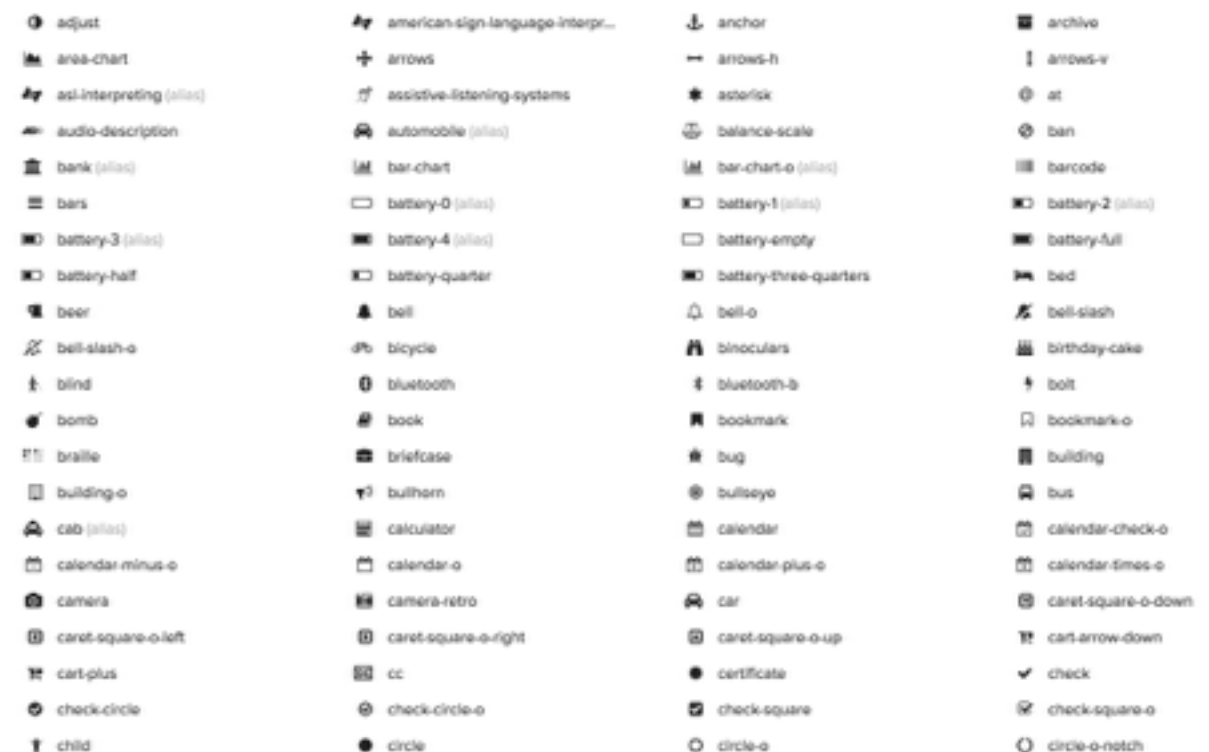 adjust american-sign-language-interpr... anchor archive
area-chart arrows arrows-h arrows-v
asl-interpreting (alias) assistive-listening-systems asterisk at
audio-description automobile (alias) balance-scale ban
bank (alias) bar-chart bar-chart-o (alias) barcode
bars battery-0 (alias) battery-1 (alias) battery-2 (alias)
battery-3 (alias) battery-4 (alias) battery-empty battery-full
battery-half battery-quarter battery-three-quarters bed
beer bell bell-o bell-slash
bell-slash-o bicycle binoculars birthday-cake
blind bluetooth bluetooth-b bolt
bomb book bookmark bookmark-o
braille briefcase bug building
building-o bullhorn bullseye bus
cab (alias) calculator calendar calendar-check-o
calendar-minus-o calendar-o calendar-plus-o calendar-times-o
camera camera-retro car caret-square-o-down
caret-square-o-left caret-square-o-right caret-square-o-up cart-arrow-down
cart-plus cc certificate check
check-circle check-circle-o check-square check-square-o
child circle circle-o circle-o-notch